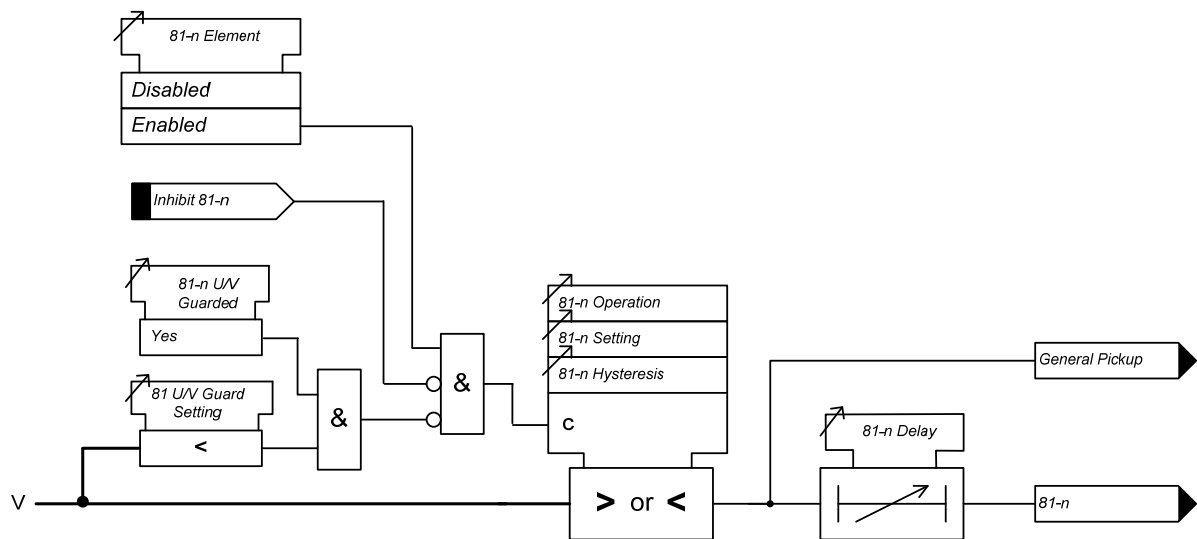 81-n Element
Disabled
Enabled
Inhibit 81-n
81-n U/V
Guarded
Yes
81 U/V Guard
Setting
<
&
&
81-n Operation
81-n Setting
81-n Hysteresis
c
V
> or <
General Pickup
81-n Delay
81-n